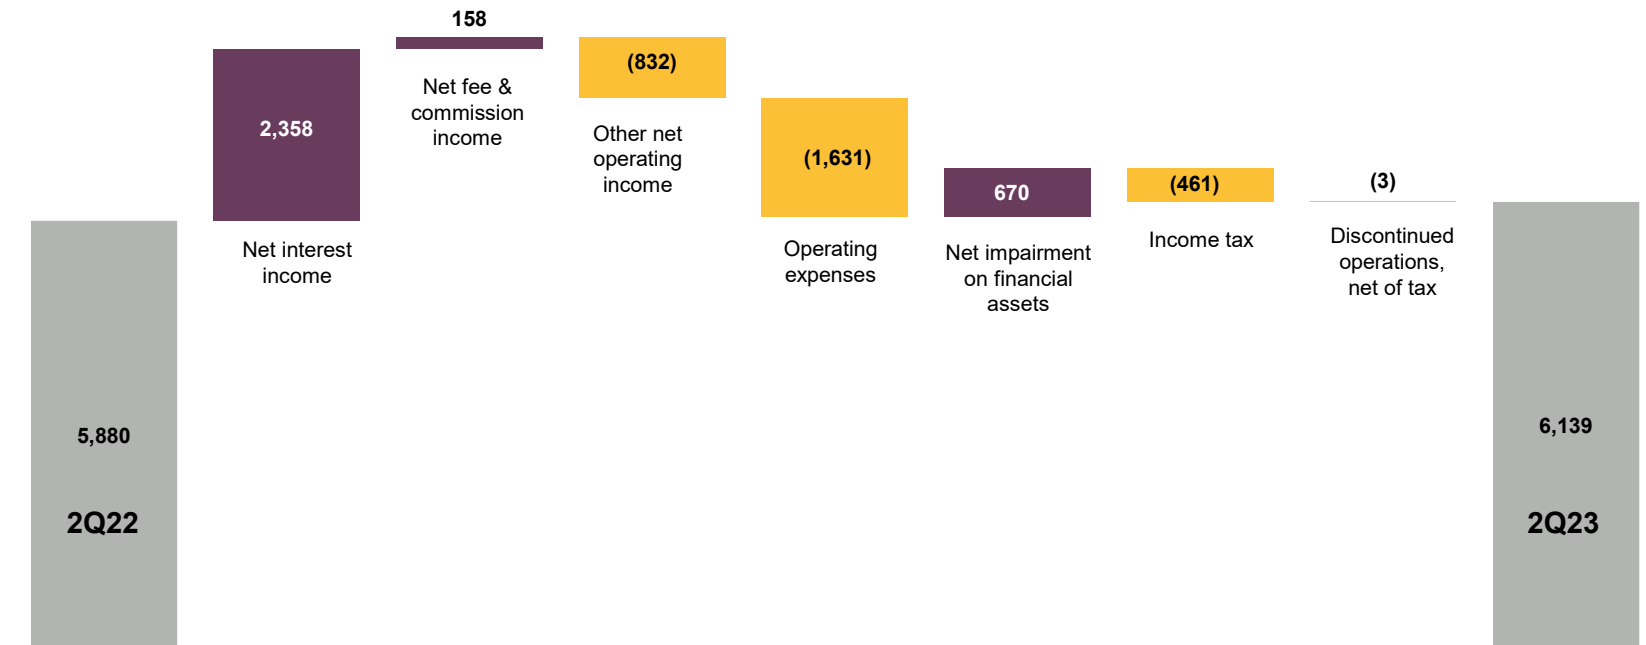 158
Net fee &
commission
income
2,358
Net interest
income
(832)
Other net
operating
income
(1,631)
Operating
expenses
670
Net impairment
on financial
assets
(461)
Income tax
(3)
Discontinued
operations,
net of tax
5,880
2Q22
6,139
2Q23